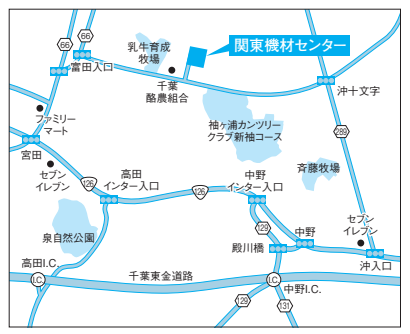 66
66
乳牛育成
牧場
関東機材センター
富田入口
千葉
酪農組合
沖十文字
ファミリー
マート
袖ヶ浦カンツリー
クラブ新袖コース
289
宮田
セブン
イレブン
126
高田
インター入口
126
中野
インター入口
斉藤牧場
泉自然公園
129
中野
セブン
イレブン
殿川橋
沖入口
高田I.C.
I.C.
千葉東金道路
I.C.
中野I.C.
129
131